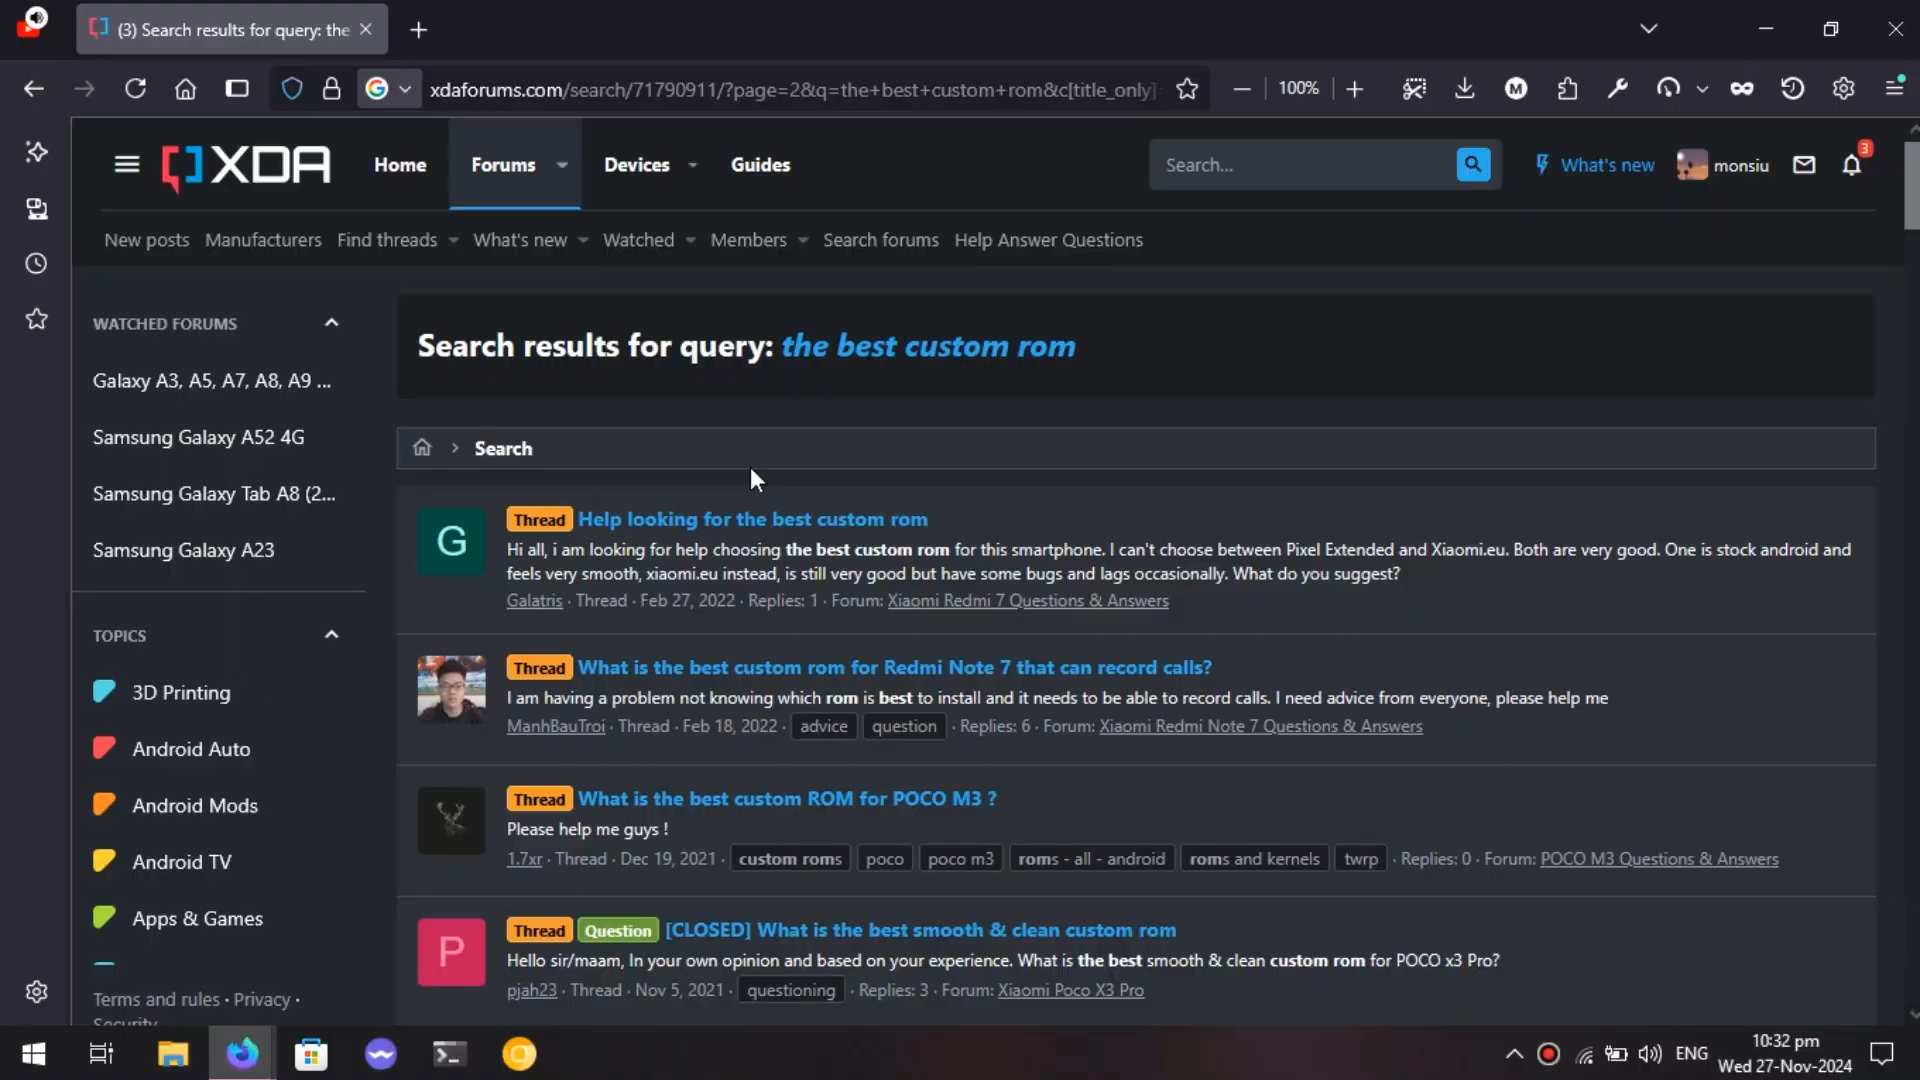 (3) Search results for query: the
xdaforums.com/search/71790911/?page=2&q=the+best+custom+rom&c[title_only]
100%
M
XDA
Home
Forums
Devices
Guides
Search...
What's new
monsiu
3
New posts
Manufacturers
Find threads
What's new
Watched
Members
Search forums
Help Answer Questions
WATCHED FORUMS
Galaxy A3, A5, A7, A8, A9 ...
Samsung Galaxy A52 4G
Samsung Galaxy Tab A8 (2...
Samsung Galaxy A23
TOPICS
3D Printing
Android Auto
Android Mods
Android TV
Apps & Games
Terms and rules · Privacy ·
Security
Search results for query: the best custom rom
Search
G
Thread Help looking for the best custom rom
Hi all, i am looking for help choosing the best custom rom for this smartphone. I can't choose between Pixel Extended and Xiaomi.eu. Both are very good. One is stock android and
feels very smooth, xiaomi.eu instead, is still very good but have some bugs and lags occasionally. What do you suggest?
Galatris · Thread · Feb 27, 2022 · Replies: 1 · Forum: Xiaomi Redmi 7 Questions & Answers
Thread What is the best custom rom for Redmi Note 7 that can record calls?
I am having a problem not knowing which rom is best to install and it needs to be able to record calls. I need advice from everyone, please help me
ManhBauTroi · Thread · Feb 18, 2022 · advice question · Replies: 6 · Forum: Xiaomi Redmi Note 7 Questions & Answers
Thread What is the best custom ROM for POCO M3 ?
Please help me guys !
1.7xr · Thread · Dec 19, 2021 · custom roms poco poco m3 roms - all - android roms and kernels twrp · Replies: 0 · Forum: POCO M3 Questions & Answers
P
Thread Question [CLOSED] What is the best smooth & clean custom rom
Hello sir/maam, In your own opinion and based on your experience. What is the best smooth & clean custom rom for POCO x3 Pro?
pjah23 · Thread · Nov 5, 2021 · questioning · Replies: 3 · Forum: Xiaomi Poco X3 Pro
ENG
10:32 pm
Wed 27-Nov-2024